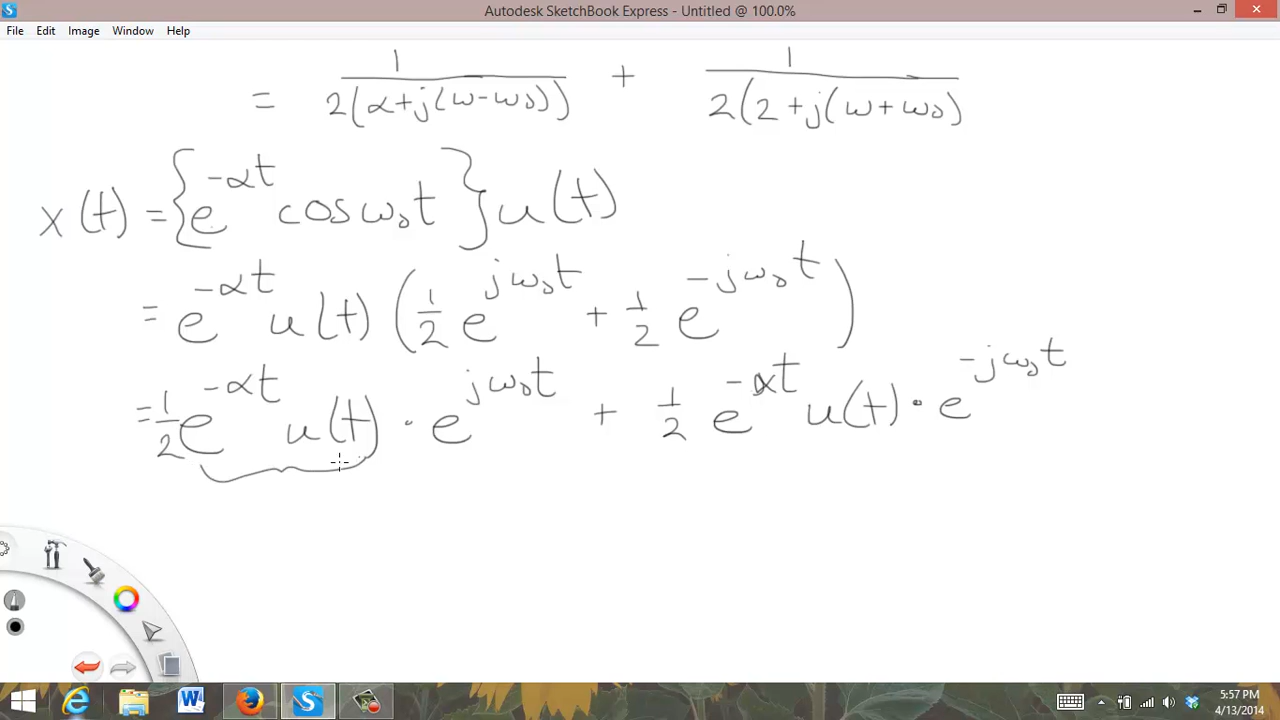 Autodesk SketchBook Express - Untitled @ 100.0%
File Edit Image Window Help
= 1/(2(α+j(ω-ω₀))) + 1/(2(2+j(ω+ω₀)
x(t) = {e^{-αt} cos ω₀t} u(t)
= e^{-αt} u(t) (1/2 e^{jω₀t} + 1/2 e^{-jω₀t})
= 1/2 e^{-αt} u(t) · e^{jω₀t} + 1/2 e^{-αt} u(t) · e^{-jω₀t}
5:57 PM
4/13/2014